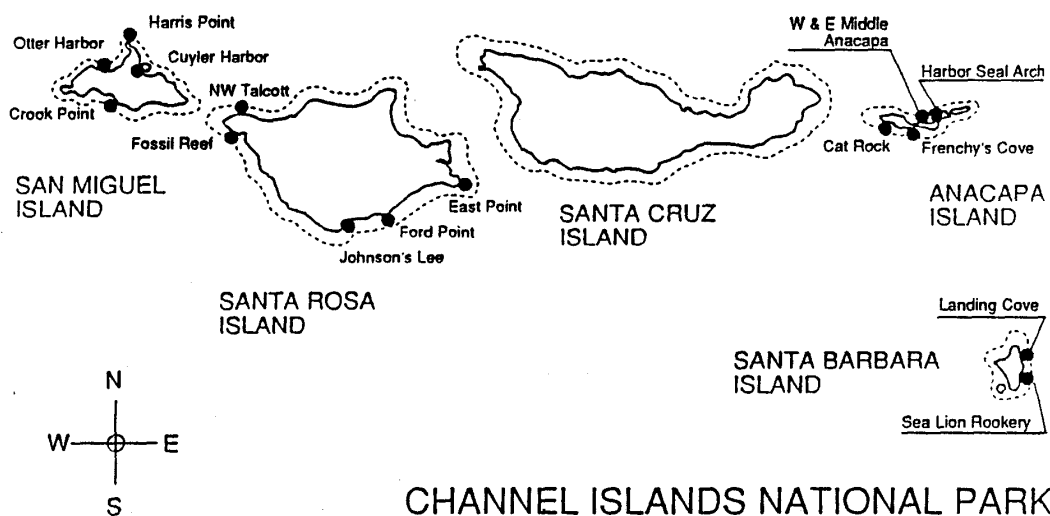 Harris Point
Otter Harbor
Cuyler Harbor
Crook Point
SAN MIGUEL
ISLAND
NW Talcott
Fossil Reef
East Point
Ford Point
Johnson's Lee
SANTA ROSA
ISLAND
SANTA CRUZ
ISLAND
W & E Middle
Anacapa
Harbor Seal Arch
Cat Rock
Frenchy's Cove
ANACAPA
ISLAND
Landing Cove
SANTA BARBARA
ISLAND
Sea Lion Rookery
N
W
E
S
CHANNEL ISLANDS NATIONAL PARK